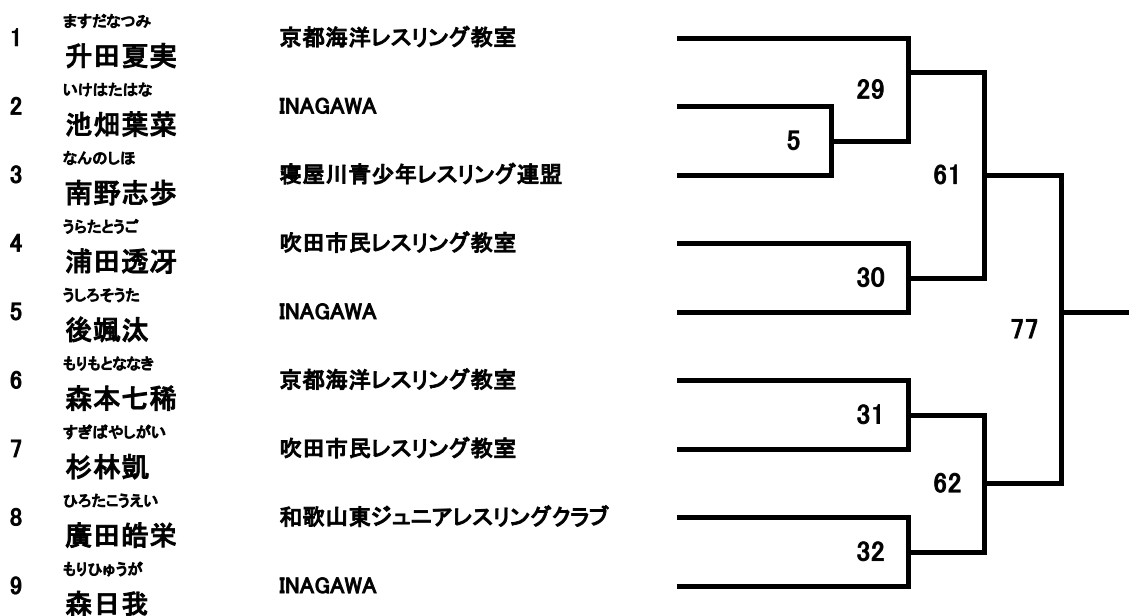 ますだなつみ
1 升田夏実 京都海洋レスリング教室
いけはたはな
2 池畑葉菜 INAGAWA
なんのしほ
3 南野志歩 寝屋川青少年レスリング連盟
うらたとうご
4 浦田透冴 吹田市民レスリング教室
うしろそうた
5 後颯汰 INAGAWA
もりもとななき
6 森本七稀 京都海洋レスリング教室
すぎばやしがい
7 杉林凱 吹田市民レスリング教室
ひろたこうえい
8 廣田皓栄 和歌山東ジュニアレスリングクラブ
もりひゅうが
9 森日我 INAGAWA
29
5
61
30
77
31
62
32